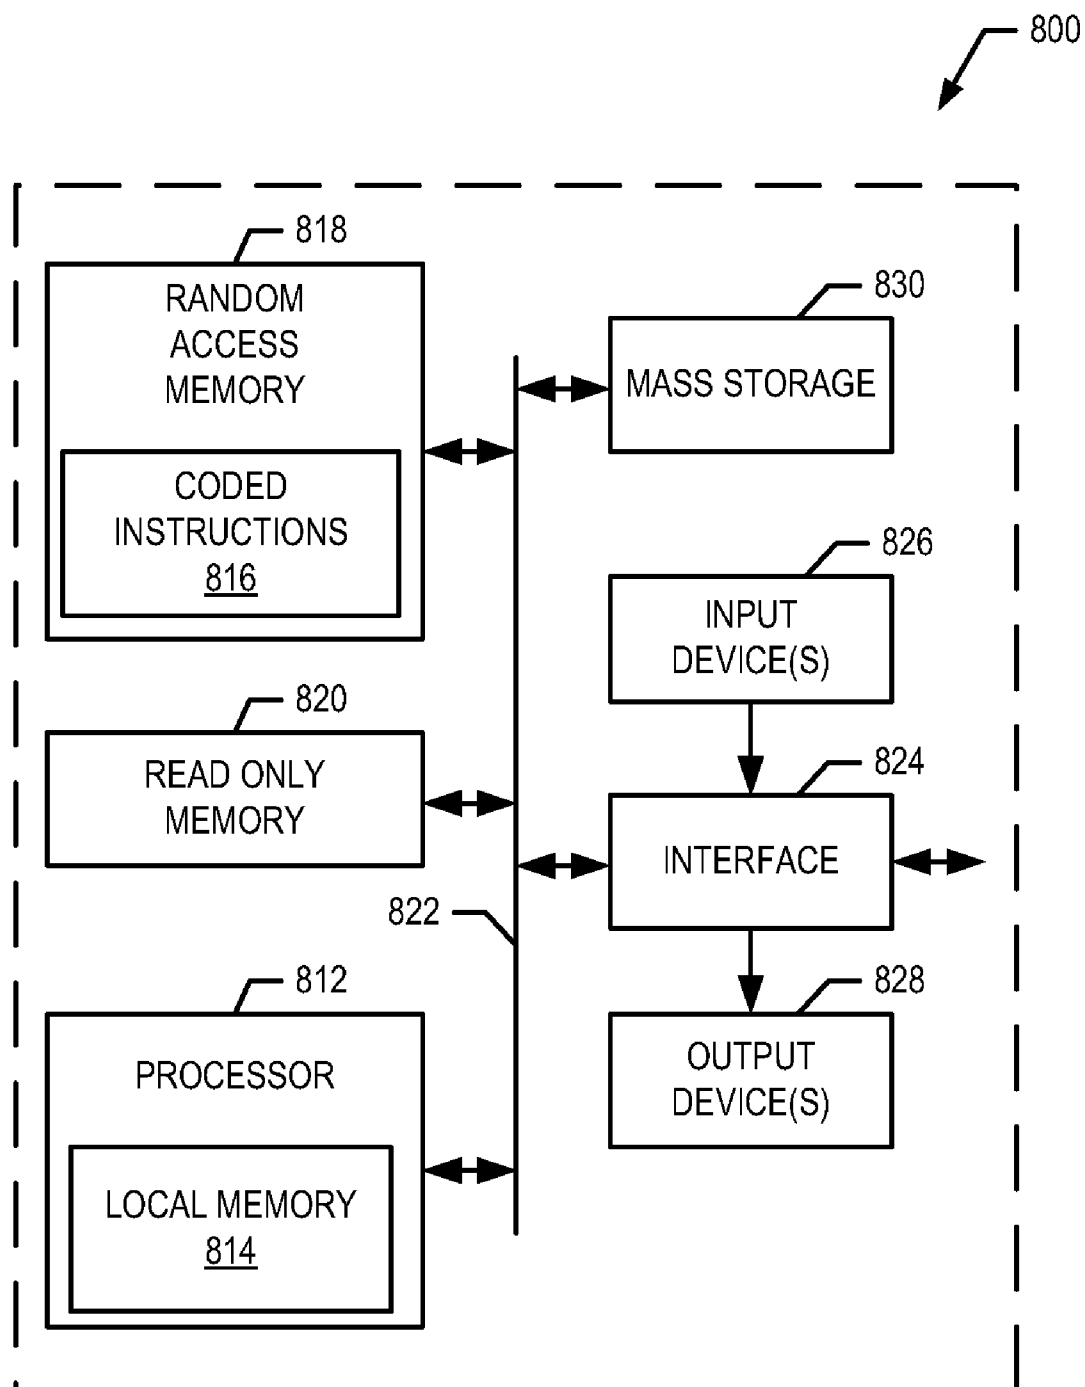 800
818
RANDOM
ACCESS
MEMORY
CODED
INSTRUCTIONS
816
830
MASS STORAGE
826
INPUT
DEVICE(S)
820
READ ONLY
MEMORY
824
INTERFACE
822
812
PROCESSOR
LOCAL MEMORY
814
828
OUTPUT
DEVICE(S)